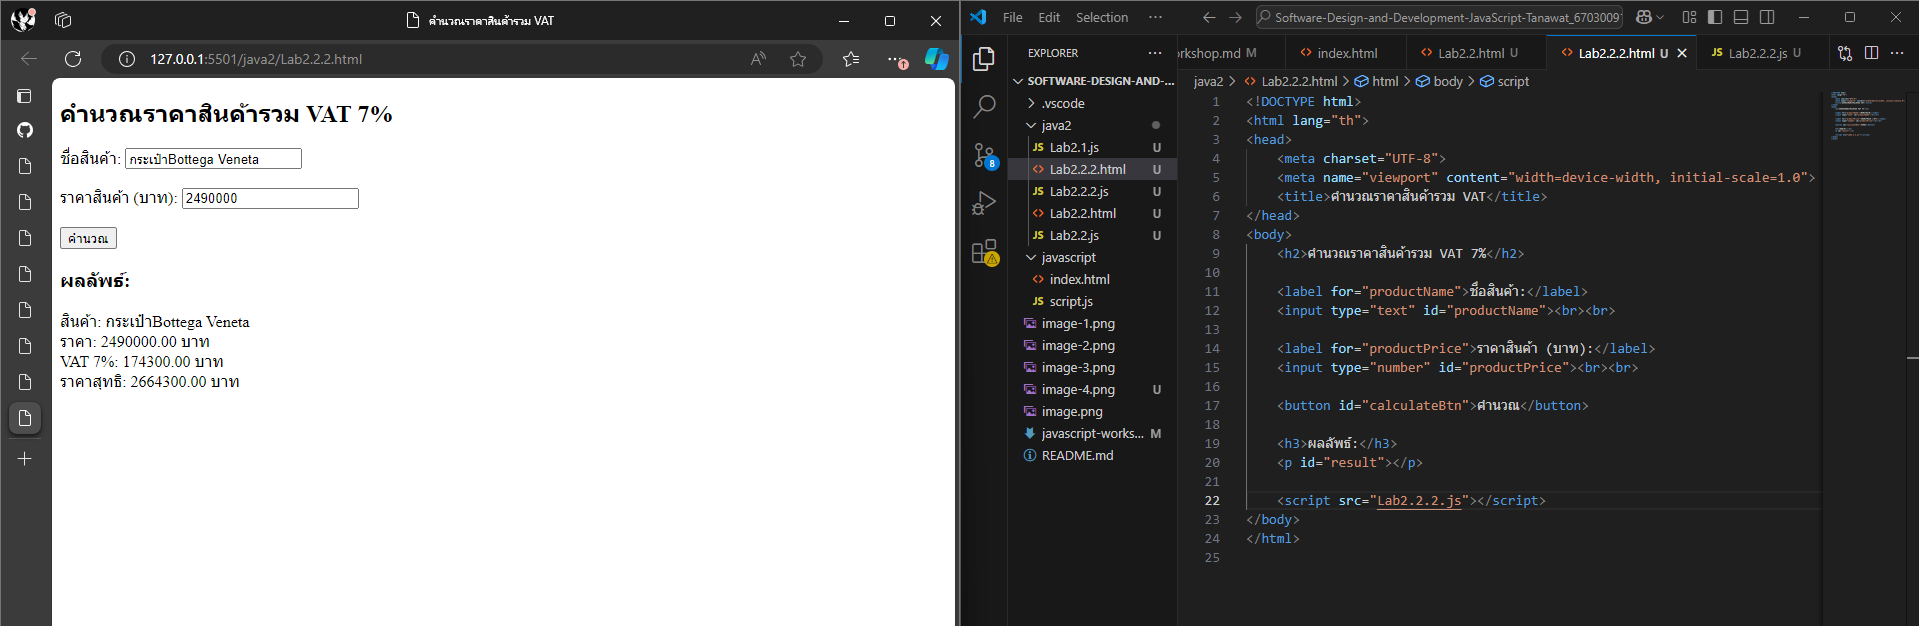 คำนวณราคาสินค้ารวม VAT
127.0.0.1:5501/java2/Lab2.2.2.html
คำนวณราคาสินค้ารวม VAT 7%
ชื่อสินค้า: กระเป๋าBottega Veneta
ราคาสินค้า (บาท): 2490000
คำนวณ
ผลลัพธ์:
สินค้า: กระเป๋าBottega Veneta
ราคา: 2490000.00 บาท
VAT 7%: 174300.00 บาท
ราคาสุทธิ: 2664300.00 บาท
File Edit Selection ··· Software-Design-and-Development-JavaScript-Tanawat_6703009
EXPLORER ···
SOFTWARE-DESIGN-AND-...
.vscode
java2
JS Lab2.1.js U
Lab2.2.2.html U
JS Lab2.2.2.js U
Lab2.2.html U
JS Lab2.2.js U
javascript
index.html
JS script.js
image-1.png
image-2.png
image-3.png
image-4.png U
image.png
javascript-works... M
README.md
8
rkshop.md M index.html Lab2.2.html U Lab2.2.2.html U JS Lab2.2.2.js U
java2 > Lab2.2.2.html > html > body > script
1 <!DOCTYPE html>
2 <html lang="th">
3 <head>
4 <meta charset="UTF-8">
5 <meta name="viewport" content="width=device-width, initial-scale=1.0">
6 <title>คำนวณราคาสินค้ารวม VAT</title>
7 </head>
8 <body>
9 <h2>คำนวณราคาสินค้ารวม VAT 7%</h2>
10
11 <label for="productName">ชื่อสินค้า:</label>
12 <input type="text" id="productName"><br><br>
13
14 <label for="productPrice">ราคาสินค้า (บาท):</label>
15 <input type="number" id="productPrice"><br><br>
16
17 <button id="calculateBtn">คำนวณ</button>
18
19 <h3>ผลลัพธ์:</h3>
20 <p id="result"></p>
21
22 <script src="Lab2.2.2.js"></script>
23 </body>
24 </html>
25